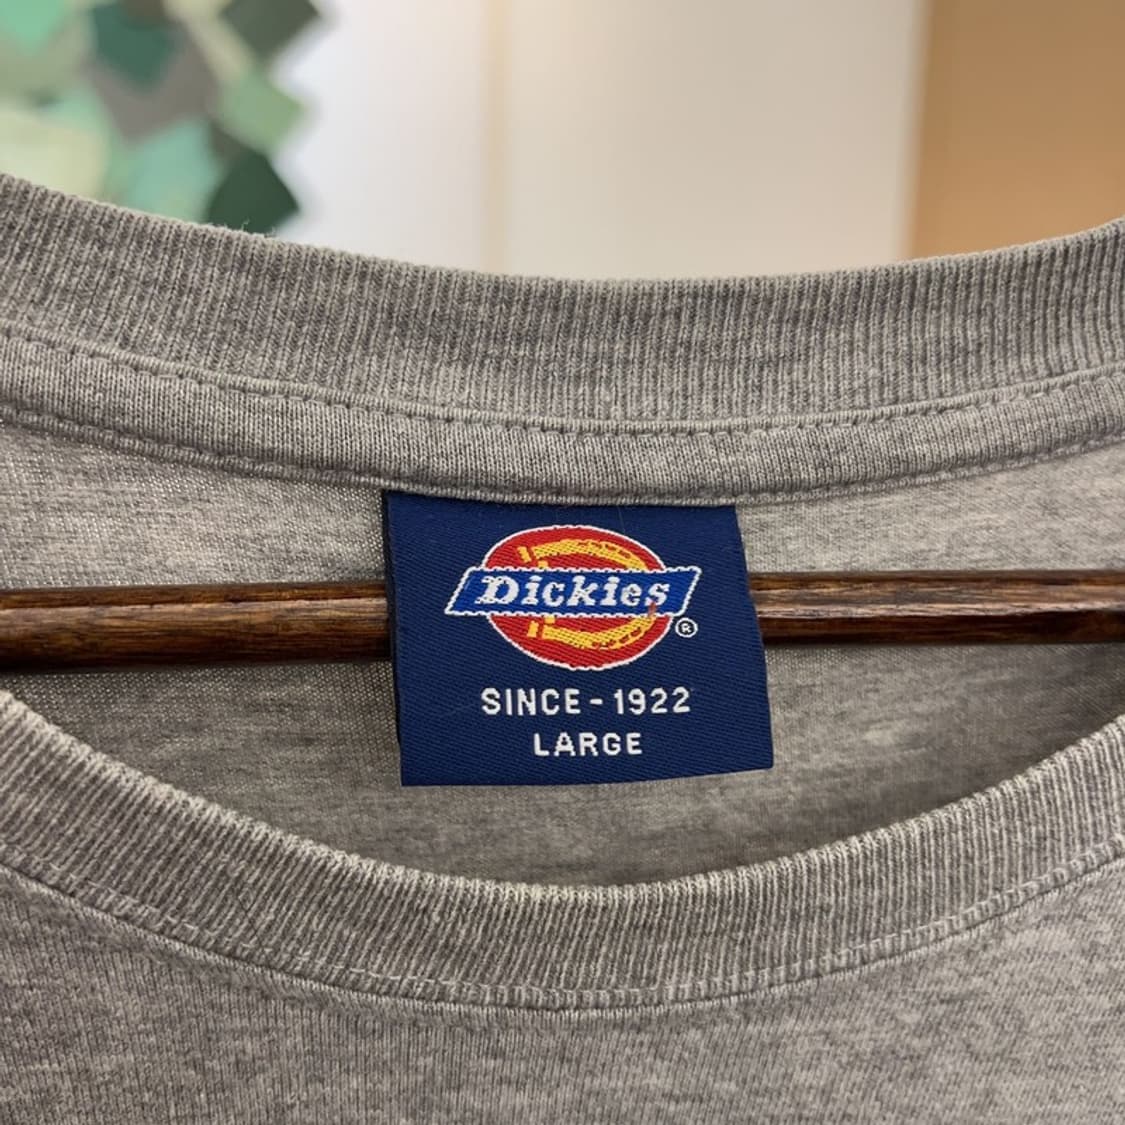 Dickies
®
SINCE - 1922
LARGE